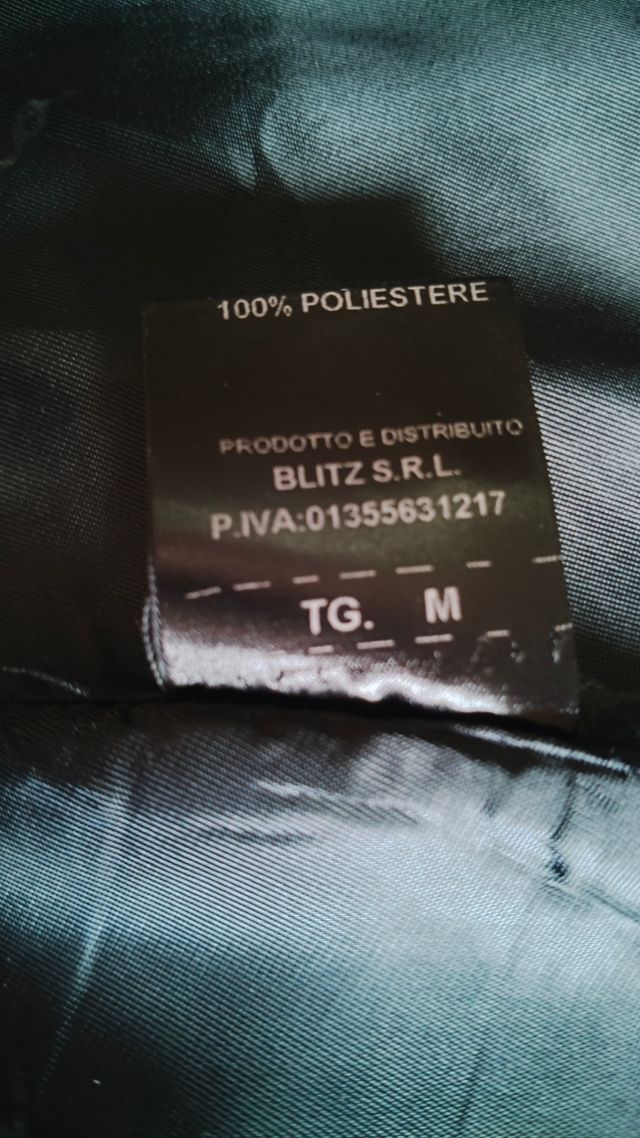 100% POLIESTERE
PRODOTTO E DISTRIBUITO
BLITZ S.R.L.
P.IVA:01355631217
TG. M